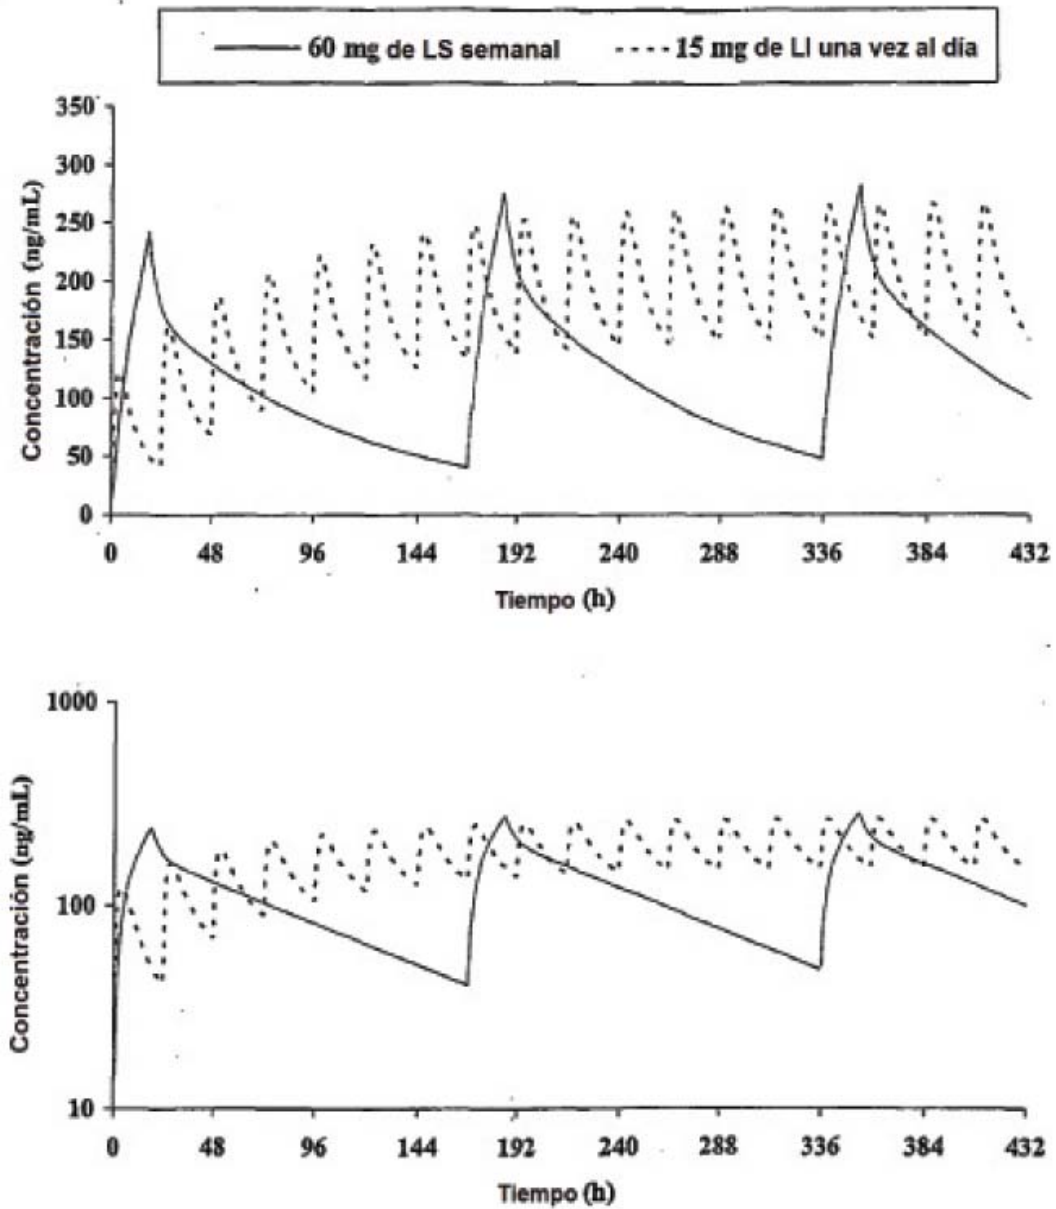 60 mg de LS semanal 15 mg de LI una vez al día
350
300
250
200
150
100
50
0
Concentración (ng/mL)
0 48 96 144 192 240 288 336 384 432
Tiempo (h)
1000
100
10
Concentración (ng/mL)
0 48 96 144 192 240 288 336 384 432
Tiempo (h)